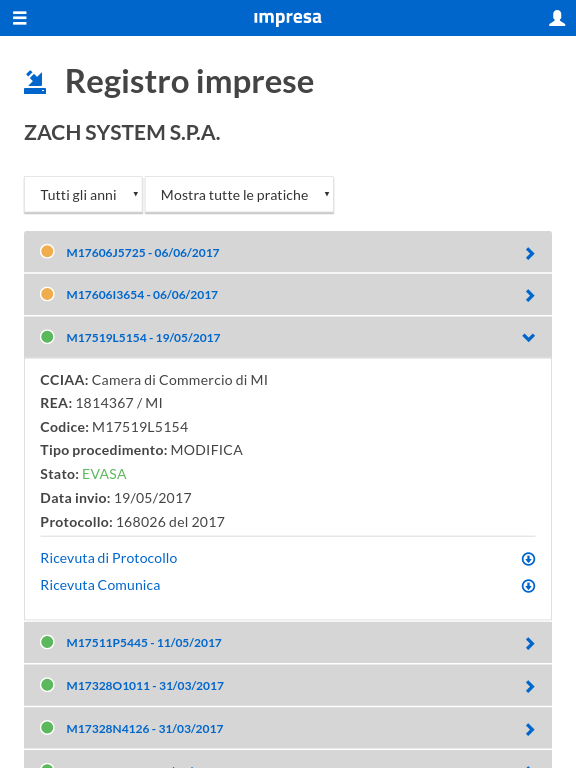 ımpresa
Registro imprese
ZACH SYSTEM S.P.A.
Tutti gli anni
Mostra tutte le pratiche
M17606J5725 - 06/06/2017
M17606I3654 - 06/06/2017
M17519L5154 - 19/05/2017
CCIAA: Camera di Commercio di MI
REA: 1814367 / MI
Codice: M17519L5154
Tipo procedimento: MODIFICA
Stato: EVASA
Data invio: 19/05/2017
Protocollo: 168026 del 2017
Ricevuta di Protocollo
Ricevuta Comunica
M17511P5445 - 11/05/2017
M17328O1011 - 31/03/2017
M17328N4126 - 31/03/2017